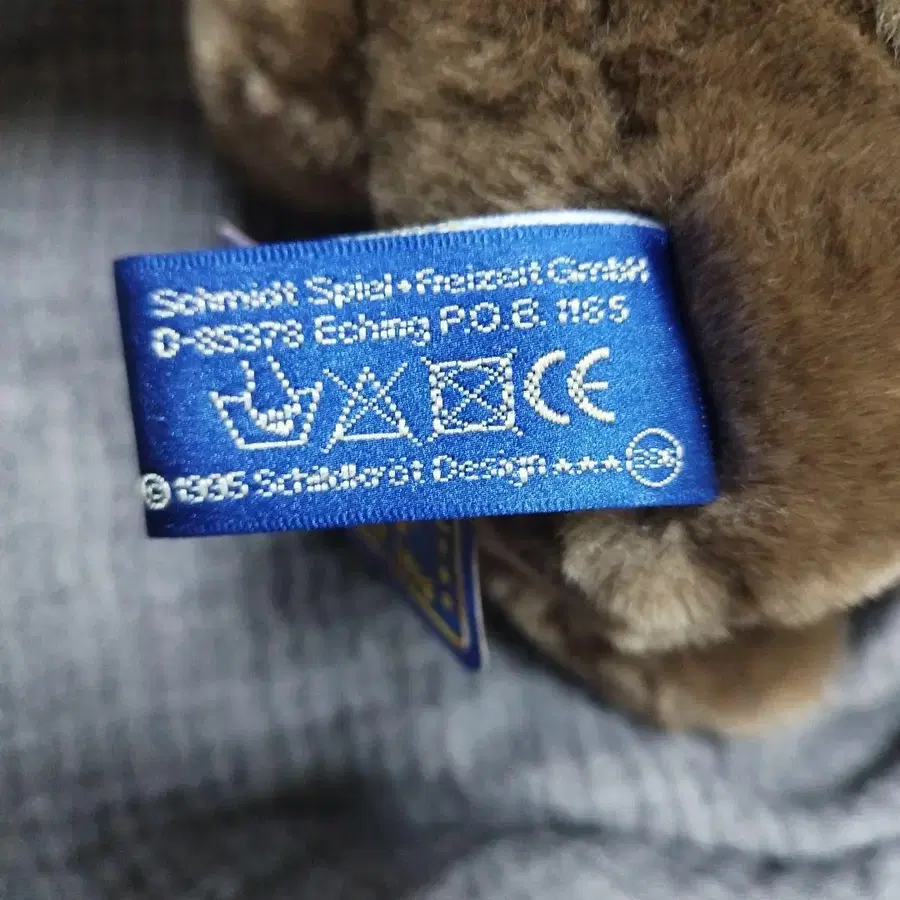 Schmidt Spiel+Freizeit GmbH
D-85378 Eching P.O.B. 1165
CE
© 1995 Schildkröt Design ★★★